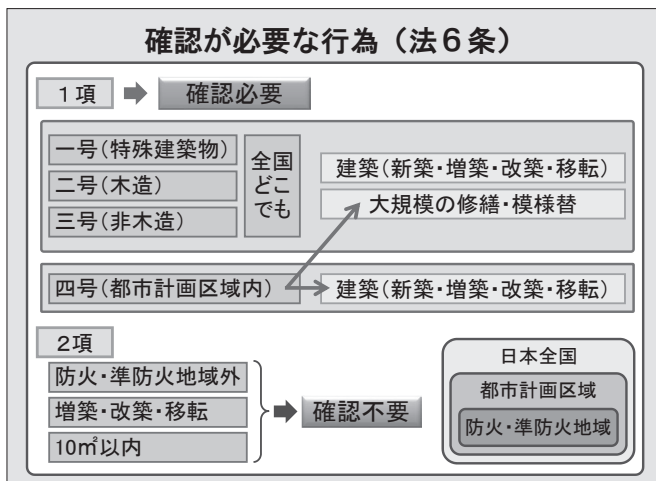 確認が必要な行為（法６条）
１項
確認必要
一号（特殊建築物）
二号（木造）
三号（非木造）
全国
どこ
でも
建築（新築・増築・改築・移転）
大規模の修繕・模様替
四号（都市計画区域内）
建築（新築・増築・改築・移転）
２項
防火・準防火地域外
増築・改築・移転
10㎡以内
確認不要
日本全国
都市計画区域
防火・準防火地域